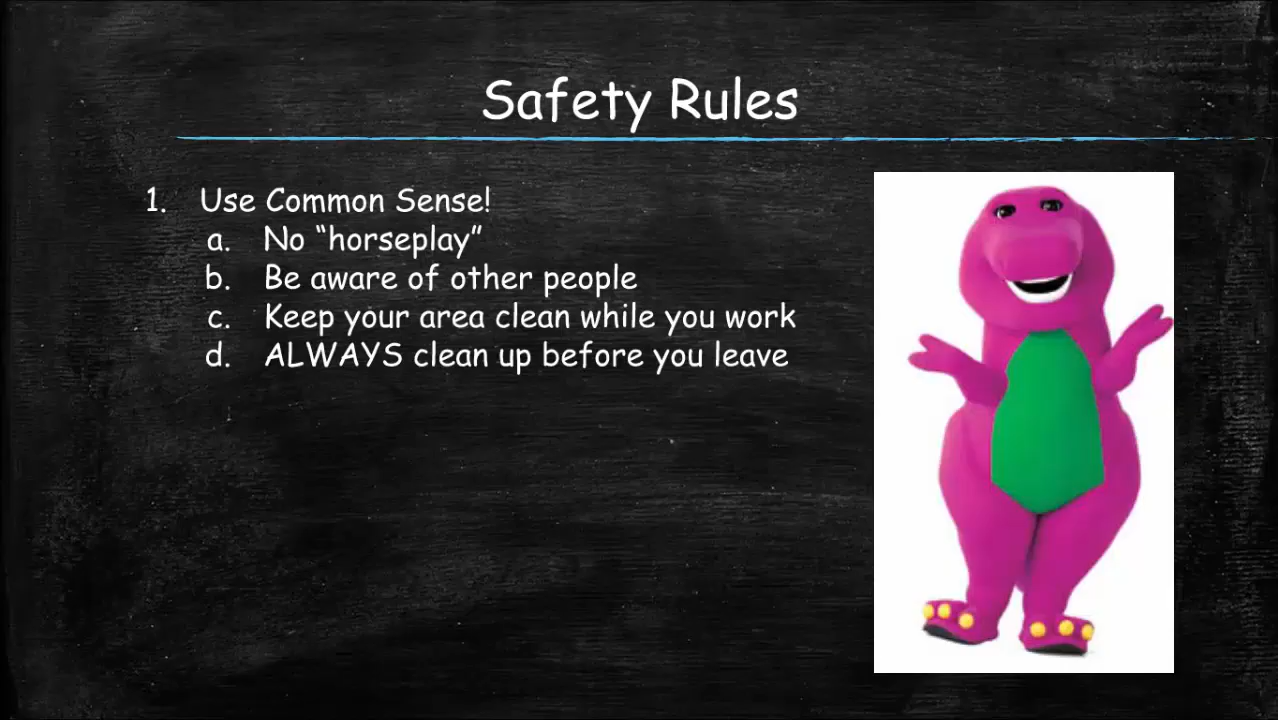 Safety Rules
1. Use Common Sense!
a. No “horseplay”
b. Be aware of other people
c. Keep your area clean while you work
d. ALWAYS clean up before you leave